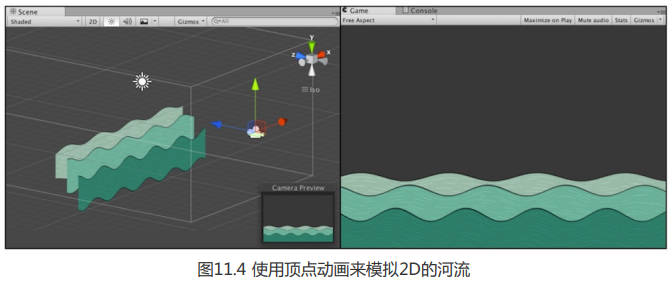 Scene
Shaded
2D
Gizmos
All
y
x
z
Iso
Camera Preview
Game
Console
Free Aspect
Maximize on Play
Mute audio
Stats
Gizmos
图11.4 使用顶点动画来模拟2D的河流